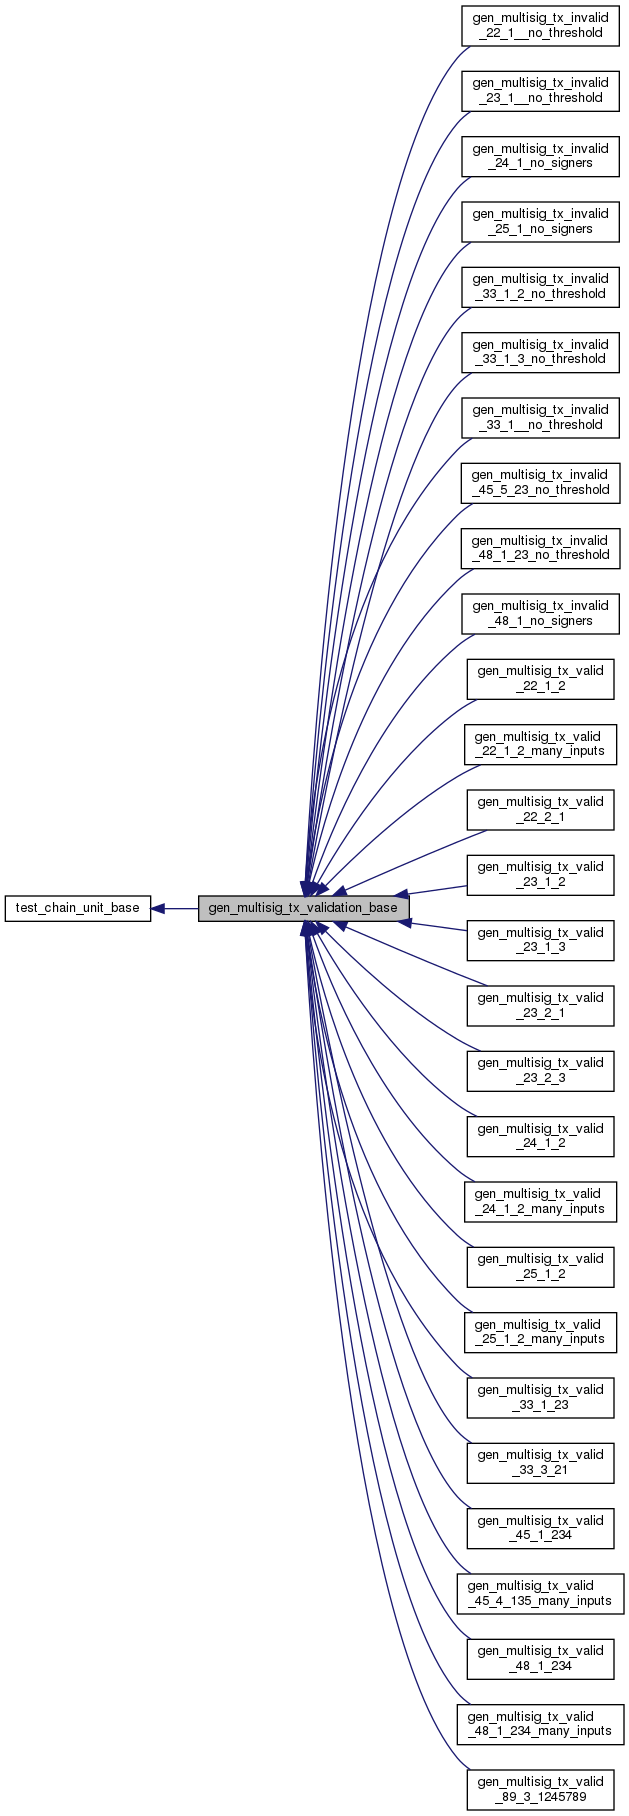 gen_multisig_tx_invalid
_22_1__no_threshold
gen_multisig_tx_invalid
_23_1__no_threshold
gen_multisig_tx_invalid
_24_1_no_signers
gen_multisig_tx_invalid
_25_1_no_signers
gen_multisig_tx_invalid
_33_1_2_no_threshold
gen_multisig_tx_invalid
_33_1_3_no_threshold
gen_multisig_tx_invalid
_33_1__no_threshold
gen_multisig_tx_invalid
_45_5_23_no_threshold
gen_multisig_tx_invalid
_48_1_23_no_threshold
gen_multisig_tx_invalid
_48_1_no_signers
gen_multisig_tx_valid
_22_1_2
gen_multisig_tx_valid
_22_1_2_many_inputs
gen_multisig_tx_valid
_22_2_1
gen_multisig_tx_valid
_23_1_2
test_chain_unit_base
gen_multisig_tx_validation_base
gen_multisig_tx_valid
_23_1_3
gen_multisig_tx_valid
_23_2_1
gen_multisig_tx_valid
_23_2_3
gen_multisig_tx_valid
_24_1_2
gen_multisig_tx_valid
_24_1_2_many_inputs
gen_multisig_tx_valid
_25_1_2
gen_multisig_tx_valid
_25_1_2_many_inputs
gen_multisig_tx_valid
_33_1_23
gen_multisig_tx_valid
_33_3_21
gen_multisig_tx_valid
_45_1_234
gen_multisig_tx_valid
_45_4_135_many_inputs
gen_multisig_tx_valid
_48_1_234
gen_multisig_tx_valid
_48_1_234_many_inputs
gen_multisig_tx_valid
_89_3_1245789